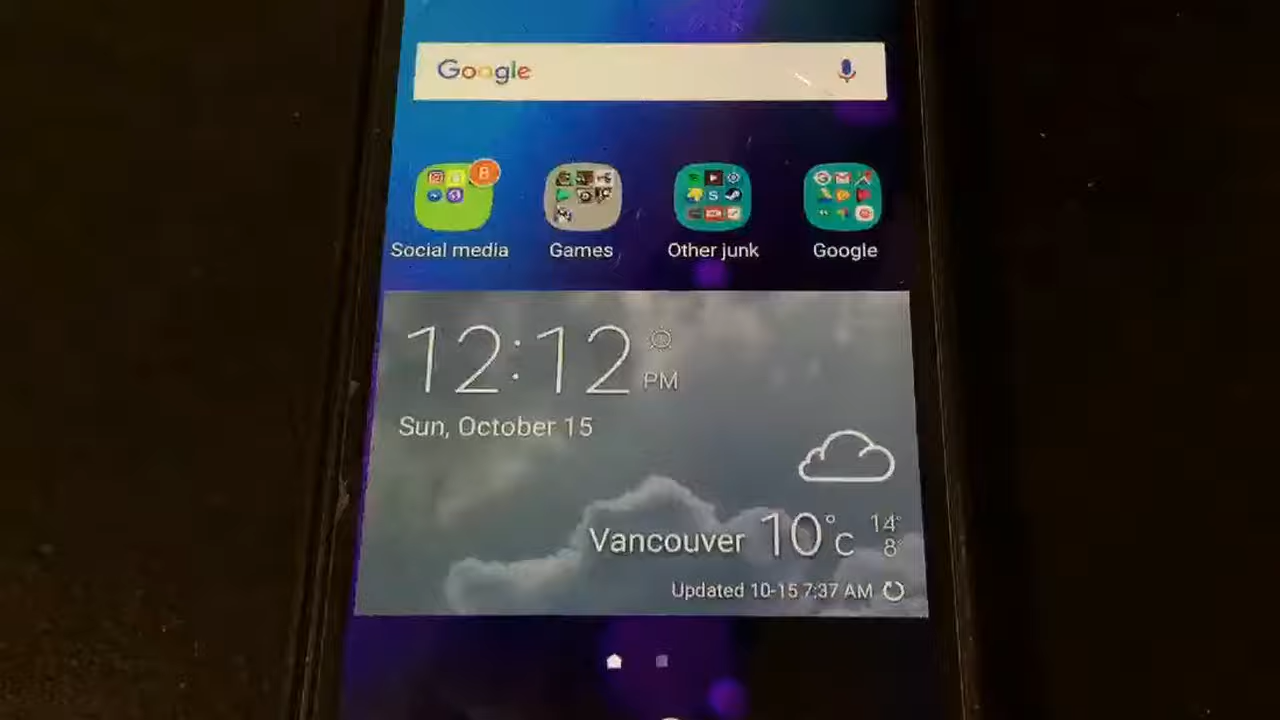 Google
8
Social media
Games
Other junk
Google
12:12
PM
Sun, October 15
Vancouver 10°C 14°
8°
Updated 10-15 7:37 AM